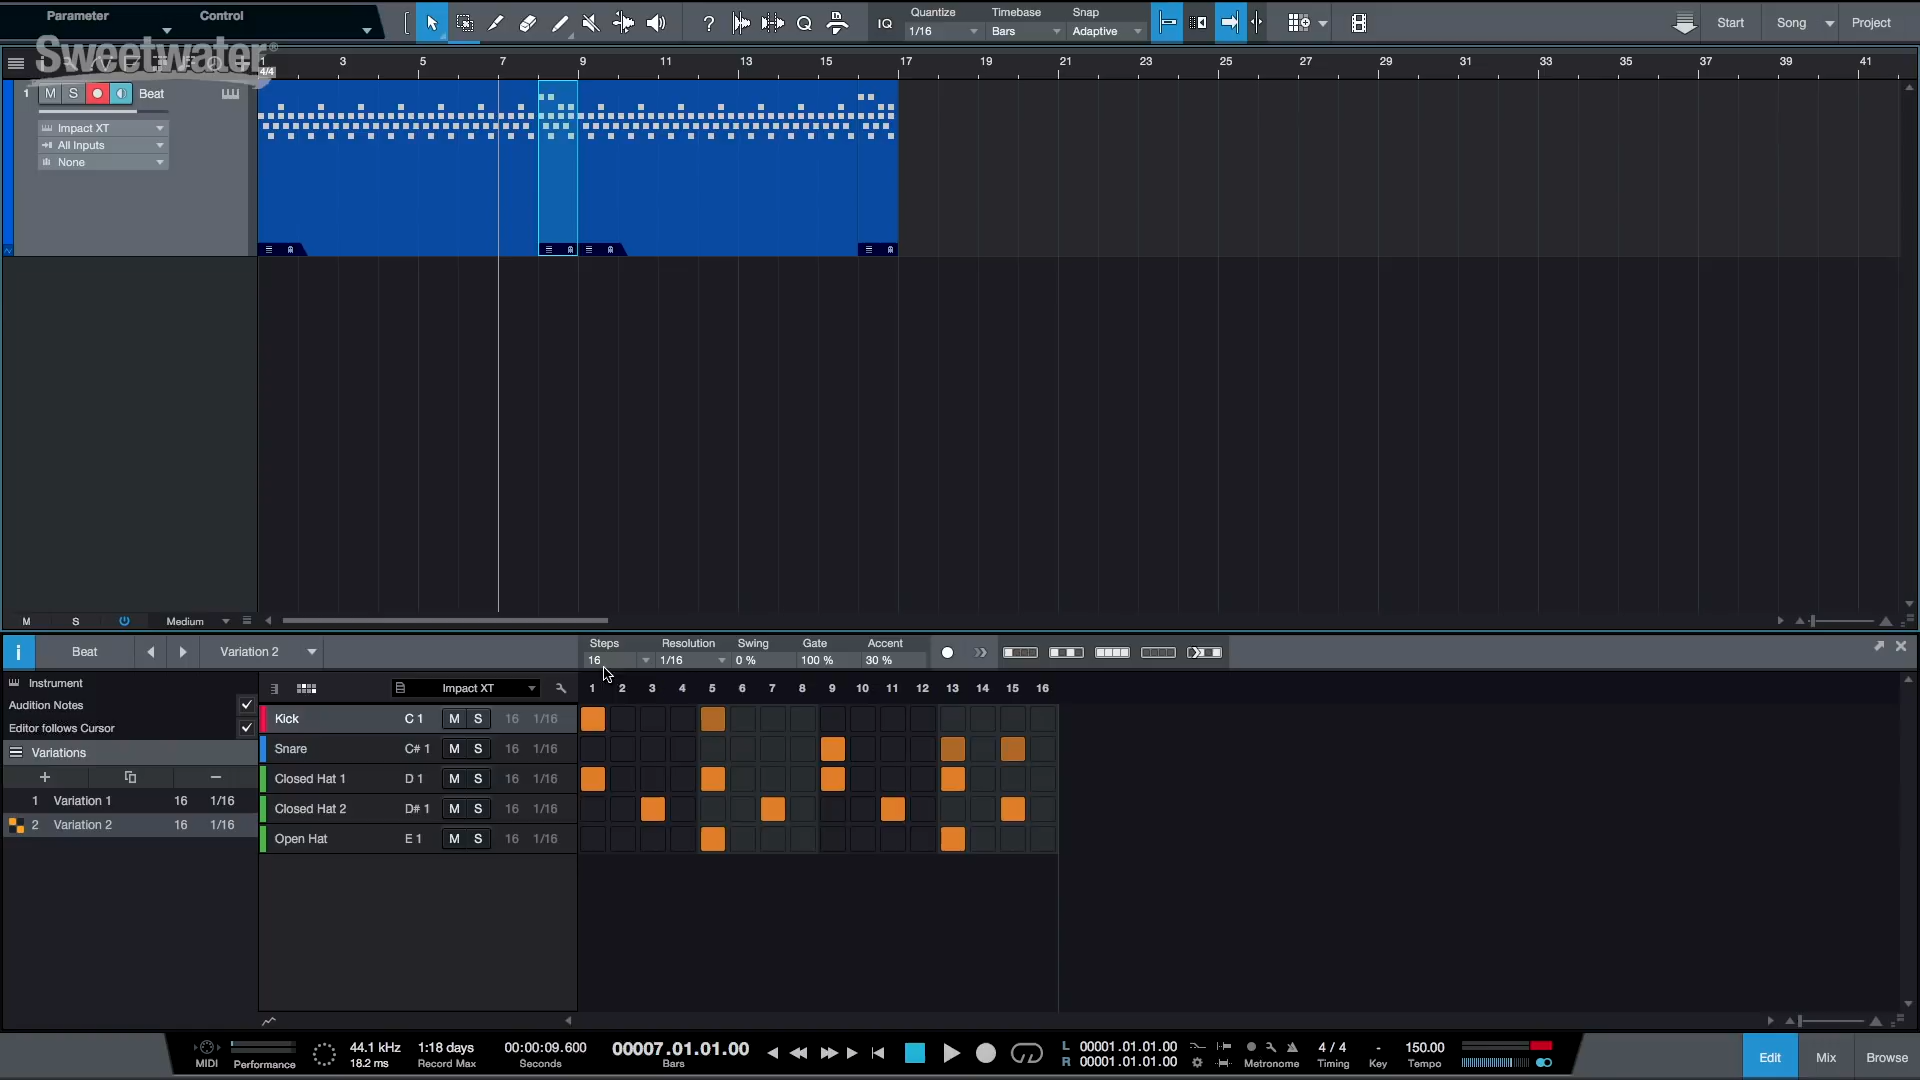 Parameter
Control
IQ
Quantize
1/16
Timebase
Bars
Snap
Adaptive
Start
Song
Project
Sweetwater®
4/4
1 3 5 7 9 11 13 15 17 19 21 23 25 27 29 31 33 35 37 39 41
1 M S Beat
Impact XT
All Inputs
None
M S Medium
i Beat Variation 2
Steps
16
Resolution
1/16
Swing
0 %
Gate
100 %
Accent
30 %
Instrument
Audition Notes
Editor follows Cursor
Variations
1 Variation 1 16 1/16
2 Variation 2 16 1/16
Impact XT
1 2 3 4 5 6 7 8 9 10 11 12 13 14 15 16
Kick C 1 M S 16 1/16
Snare C# 1 M S 16 1/16
Closed Hat 1 D 1 M S 16 1/16
Closed Hat 2 D# 1 M S 16 1/16
Open Hat E 1 M S 16 1/16
MIDI
Performance
44.1 kHz
18.2 ms
1:18 days
Record Max
00:00:09.600
Seconds
00007.01.01.00
Bars
L 00001.01.01.00
R 00001.01.01.00
Metronome
4 / 4
Timing
-
Key
150.00
Tempo
Edit
Mix
Browse